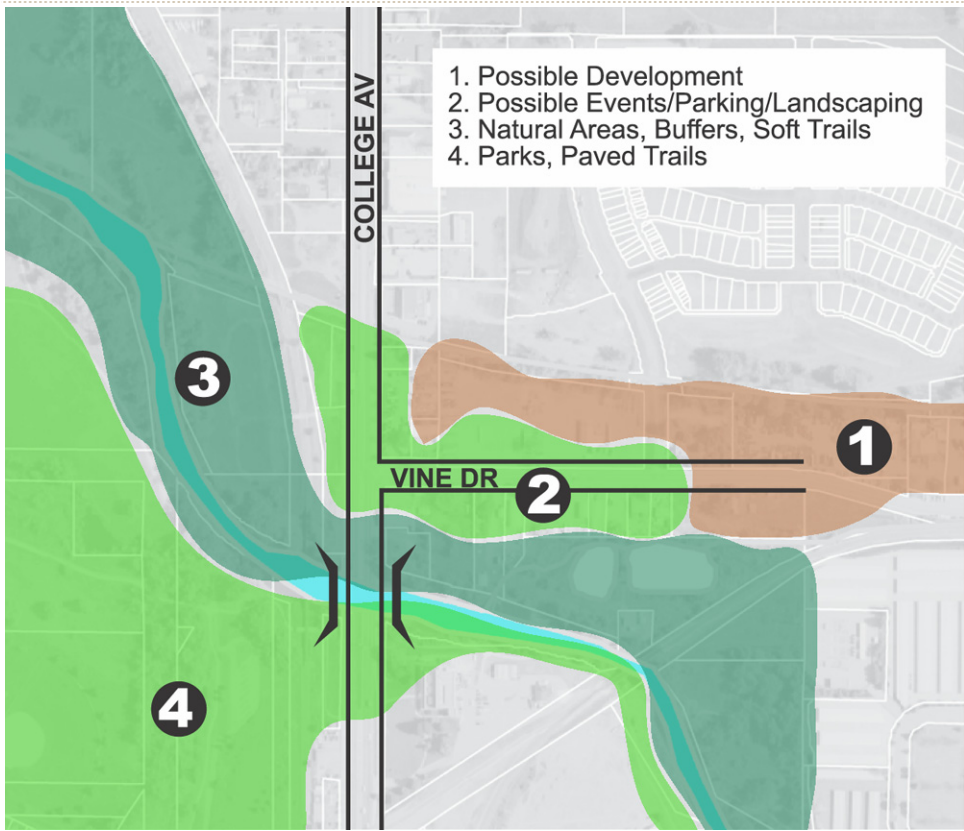 1. Possible Development
2. Possible Events/Parking/Landscaping
3. Natural Areas, Buffers, Soft Trails
4. Parks, Paved Trails
COLLEGE AV
3
1
VINE DR
2
4